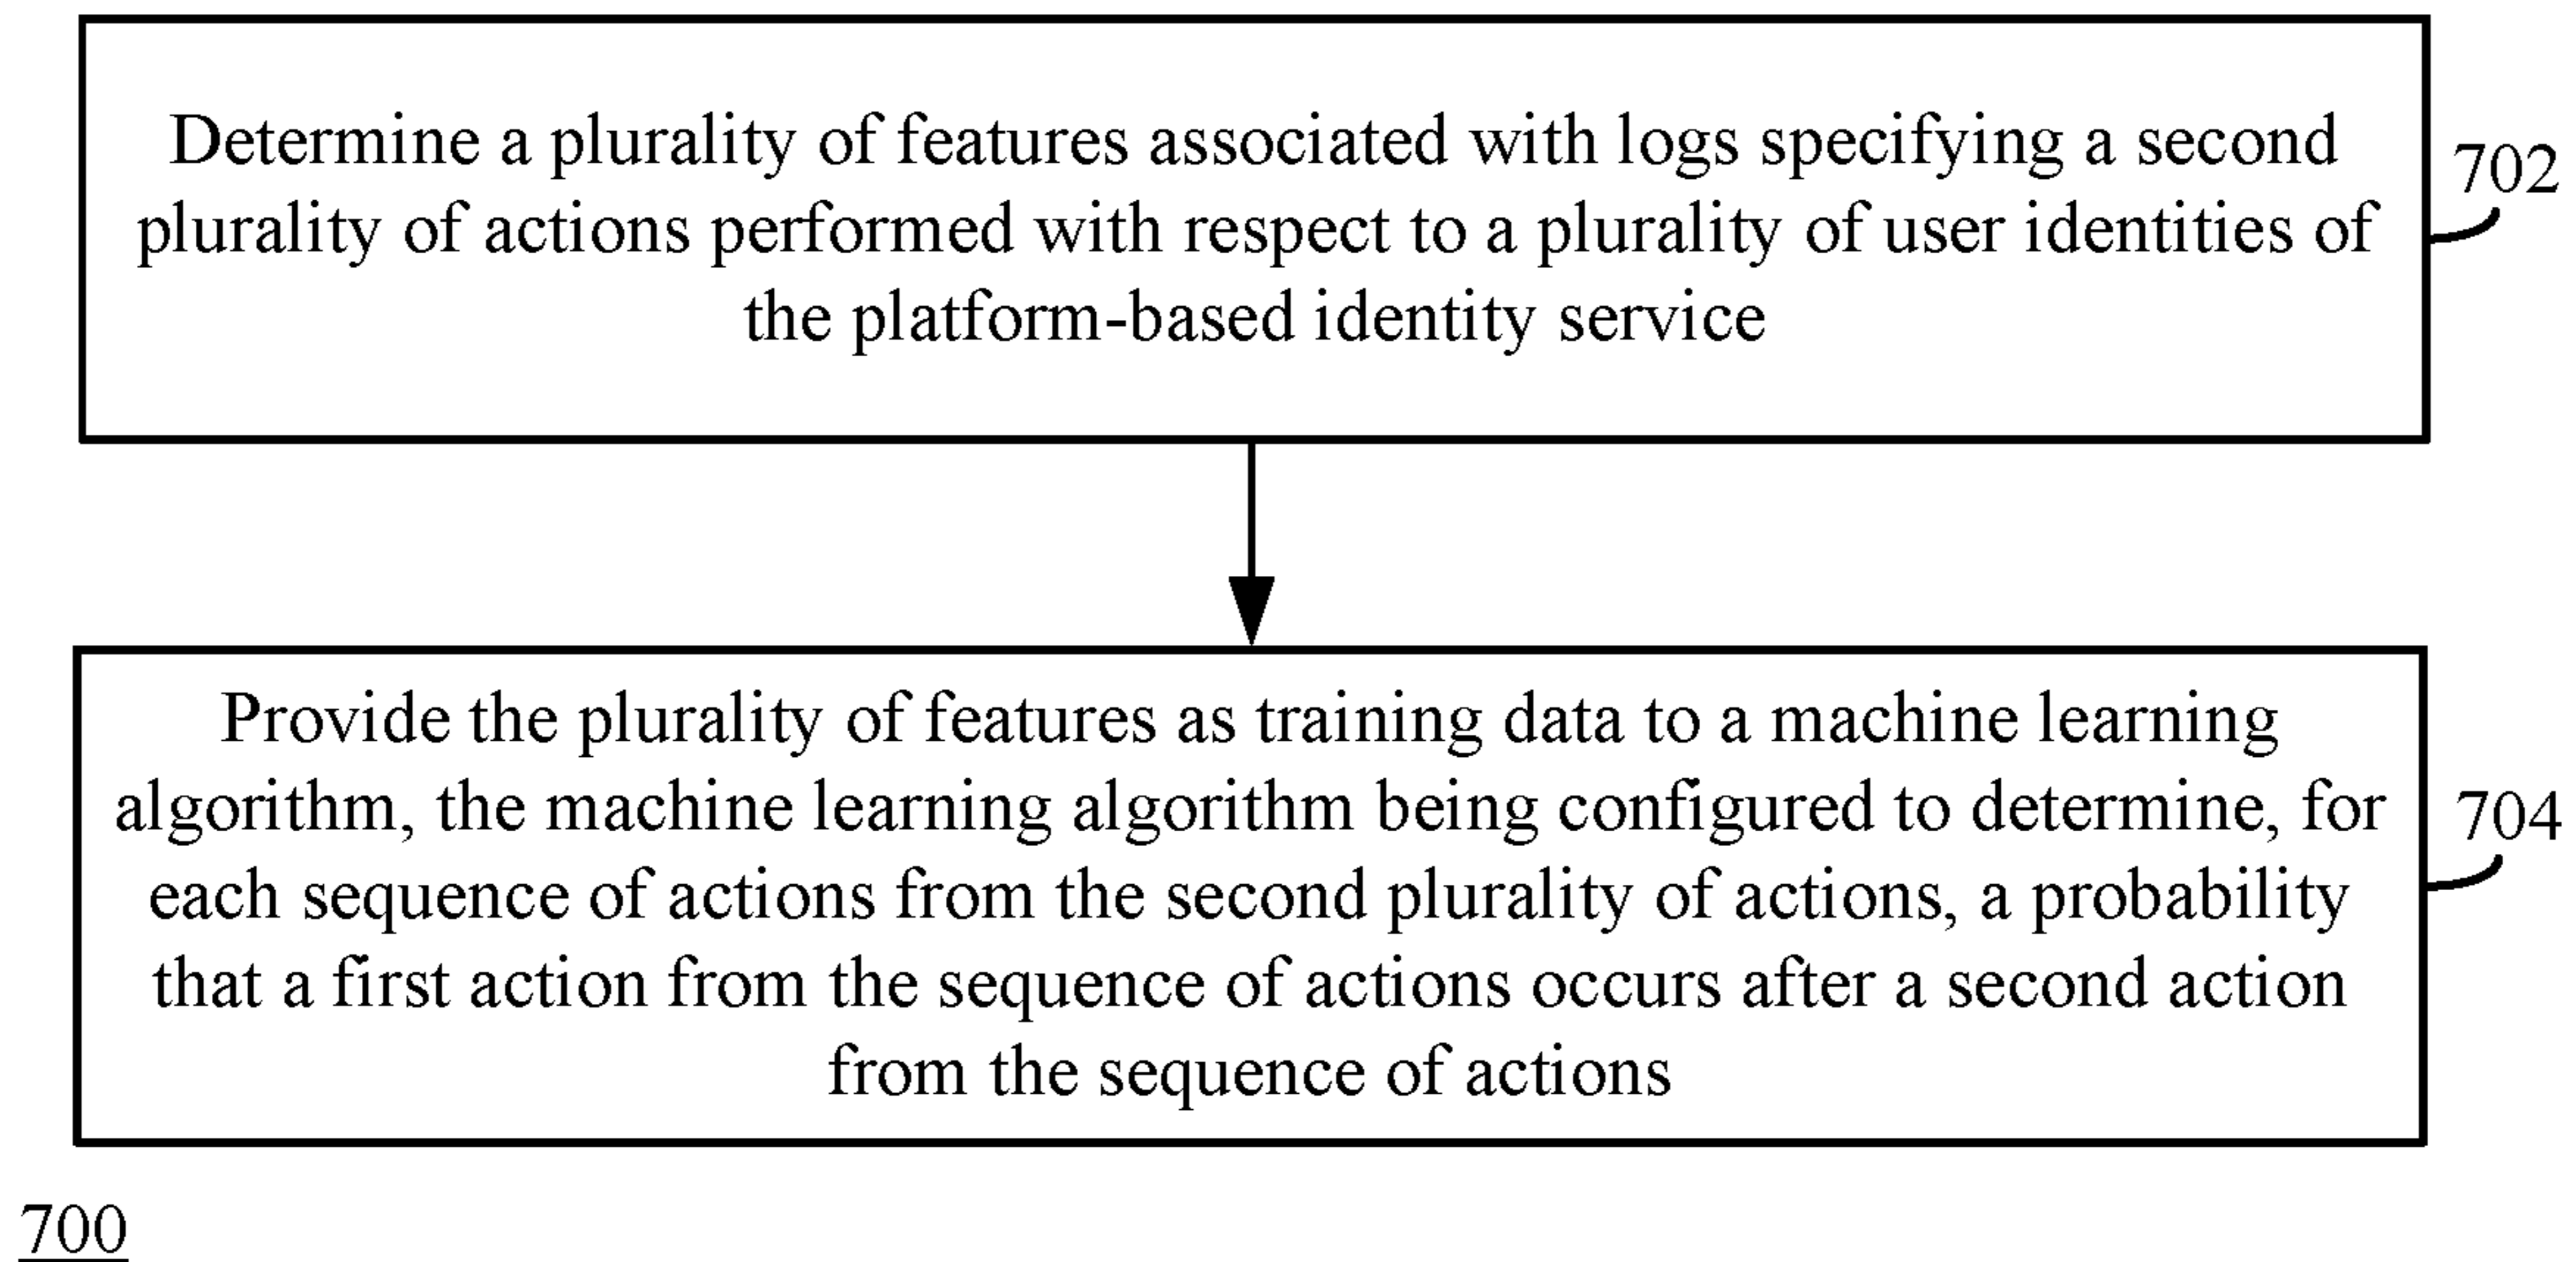 Determine a plurality of features associated with logs specifying a second
plurality of actions performed with respect to a plurality of user identities of
the platform-based identity service
702
Provide the plurality of features as training data to a machine learning
algorithm, the machine learning algorithm being configured to determine, for
each sequence of actions from the second plurality of actions, a probability
that a first action from the sequence of actions occurs after a second action
from the sequence of actions
704
700